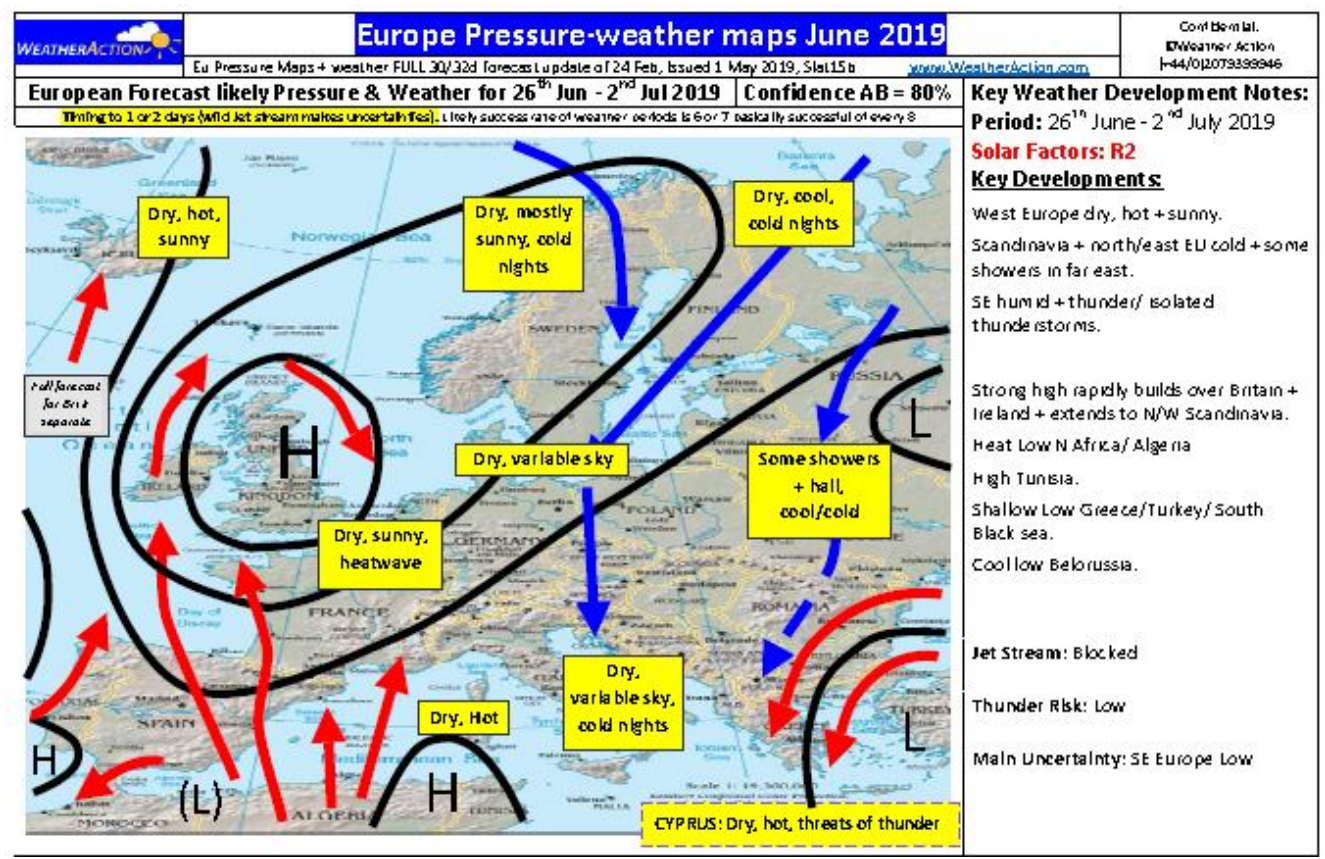 WEATHERACTION
Europe Pressure-weather maps June 2019
Eu Pressure Maps + weather FULL 30/32d forecast update of 24 Feb, Issued 1 May 2019, Slat15b www.WeatherAction.com
Confidential.
©Weather Action
European Forecast likely Pressure & Weather for 26th Jun - 2nd Jul 2019
Confidence AB = 80%
Timing to 1 or 2 days (wild Jet stream makes uncertainties). Likely success rate of weather periods is 6 or 7 basically successful of every 8
Dry, hot,
sunny
Dry, mostly
sunny, cold
nights
Dry, cool,
cold nights
Norwegian Sea
SWEDEN
FINLAND
RUSSIA
Full forecast
for Brit
separate
H
L
Dry, variable sky
Some showers
+ hail,
cool/cold
IRELAND
KINGDOM
POLAND
GERMANY
Dry, sunny,
heatwave
FRANCE
ROMANIA
Dry,
variable sky,
cold nights
Dry, Hot
SPAIN
TURKEY
L
H
(L)
H
MOROCCO
ALGERIA
CYPRUS: Dry, hot, threats of thunder
Key Weather Development Notes:
Period: 26th June - 2nd July 2019
Solar Factors: R2
Key Developments:
West Europe dry, hot + sunny.
Scandinavia + north/east EU cold + some
showers in far east.
SE humid + thunder/ isolated
thunderstorms.
Strong high rapidly builds over Britain +
Ireland + extends to N/W Scandinavia.
Heat Low N Africa/ Algeria
High Tunisia.
Shallow Low Greece/Turkey/ South
Black sea.
Cool low Belorussia.
Jet Stream: Blocked
Thunder Risk: Low
Main Uncertainty: SE Europe Low